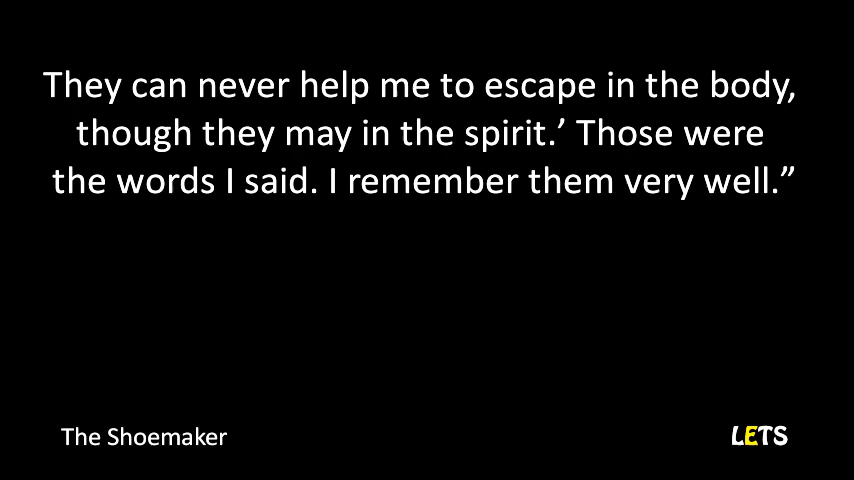 They can never help me to escape in the body,
though they may in the spirit.’ Those were
the words I said. I remember them very well.”
The Shoemaker
LETS